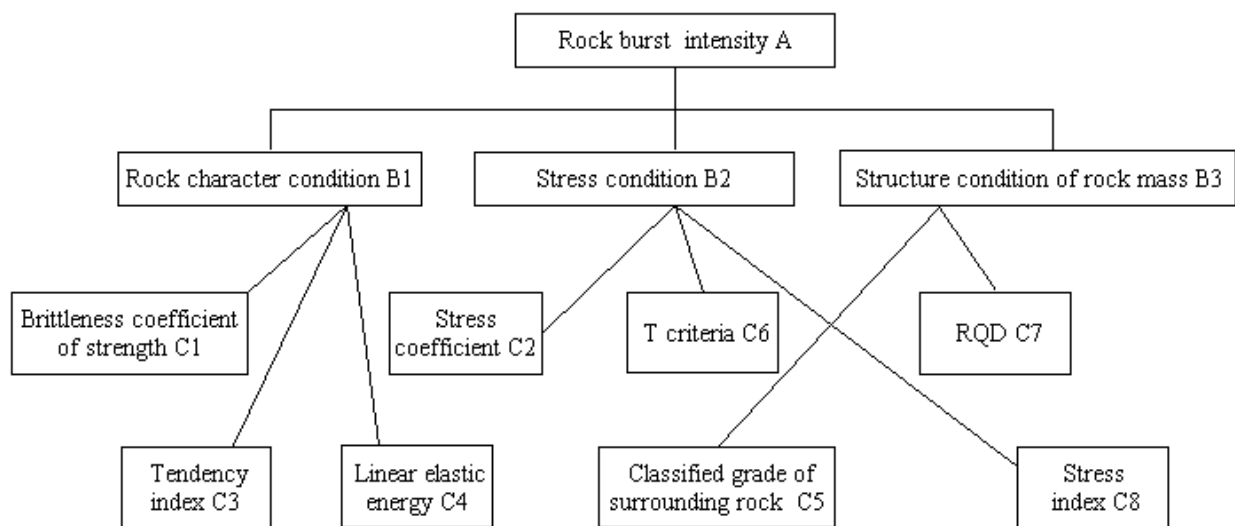 Rock burst intensity A
Rock character condition B1
Stress condition B2
Structure condition of rock mass B3
Brittleness coefficient
of strength C1
Stress
coefficient C2
T criteria C6
RQD C7
Tendency
index C3
Linear elastic
energy C4
Classified grade of
surrounding rock C5
Stress
index C8